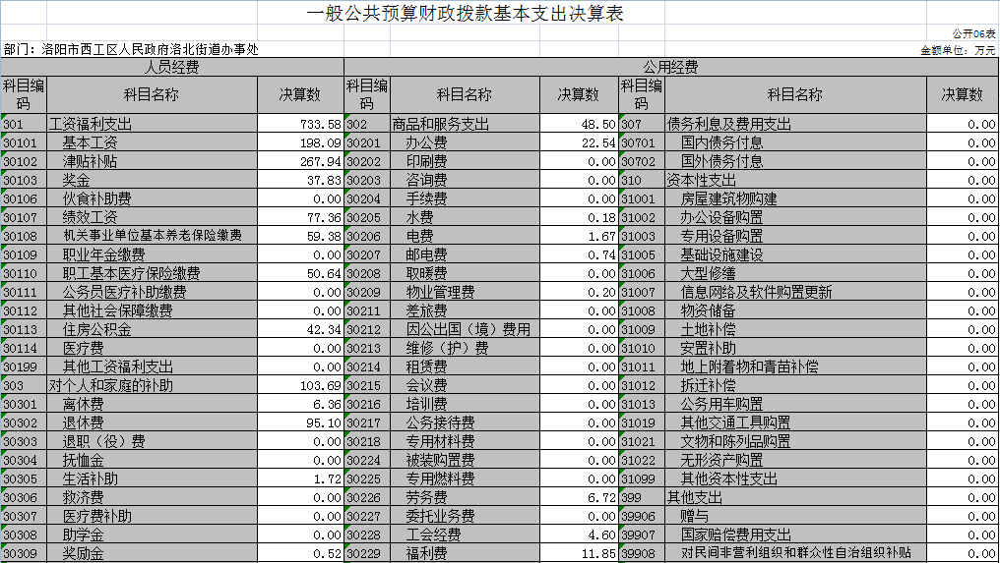 一般公共预算财政拨款基本支出决算表
公开06表
部门：洛阳市西工区人民政府洛北街道办事处 金额单位：万元
人员经费 公用经费
科目编码 科目名称 决算数 科目编码 科目名称 决算数 科目编码 科目名称 决算数
301 工资福利支出 733.58 302 商品和服务支出 48.50 307 债务利息及费用支出 0.00
30101 基本工资 198.09 30201 办公费 22.54 30701 国内债务付息 0.00
30102 津贴补贴 267.94 30202 印刷费 0.00 30702 国外债务付息 0.00
30103 奖金 37.83 30203 咨询费 0.00 310 资本性支出 0.00
30106 伙食补助费 0.00 30204 手续费 0.00 31001 房屋建筑物购建 0.00
30107 绩效工资 77.36 30205 水费 0.18 31002 办公设备购置 0.00
30108 机关事业单位基本养老保险缴费 59.38 30206 电费 1.67 31003 专用设备购置 0.00
30109 职业年金缴费 0.00 30207 邮电费 0.74 31005 基础设施建设 0.00
30110 职工基本医疗保险缴费 50.64 30208 取暖费 0.00 31006 大型修缮 0.00
30111 公务员医疗补助缴费 0.00 30209 物业管理费 0.20 31007 信息网络及软件购置更新 0.00
30112 其他社会保障缴费 0.00 30211 差旅费 0.00 31008 物资储备 0.00
30113 住房公积金 42.34 30212 因公出国（境）费用 0.00 31009 土地补偿 0.00
30114 医疗费 0.00 30213 维修（护）费 0.00 31010 安置补助 0.00
30199 其他工资福利支出 0.00 30214 租赁费 0.00 31011 地上附着物和青苗补偿 0.00
303 对个人和家庭的补助 103.69 30215 会议费 0.00 31012 拆迁补偿 0.00
30301 离休费 6.36 30216 培训费 0.00 31013 公务用车购置 0.00
30302 退休费 95.10 30217 公务接待费 0.00 31019 其他交通工具购置 0.00
30303 退职（役）费 0.00 30218 专用材料费 0.00 31021 文物和陈列品购置 0.00
30304 抚恤金 0.00 30224 被装购置费 0.00 31022 无形资产购置 0.00
30305 生活补助 1.72 30225 专用燃料费 0.00 31099 其他资本性支出 0.00
30306 救济费 0.00 30226 劳务费 6.72 399 其他支出 0.00
30307 医疗费补助 0.00 30227 委托业务费 0.00 39906 赠与 0.00
30308 助学金 0.00 30228 工会经费 4.60 39907 国家赔偿费用支出 0.00
30309 奖励金 0.52 30229 福利费 11.85 39908 对民间非营利组织和群众性自治组织补贴 0.00